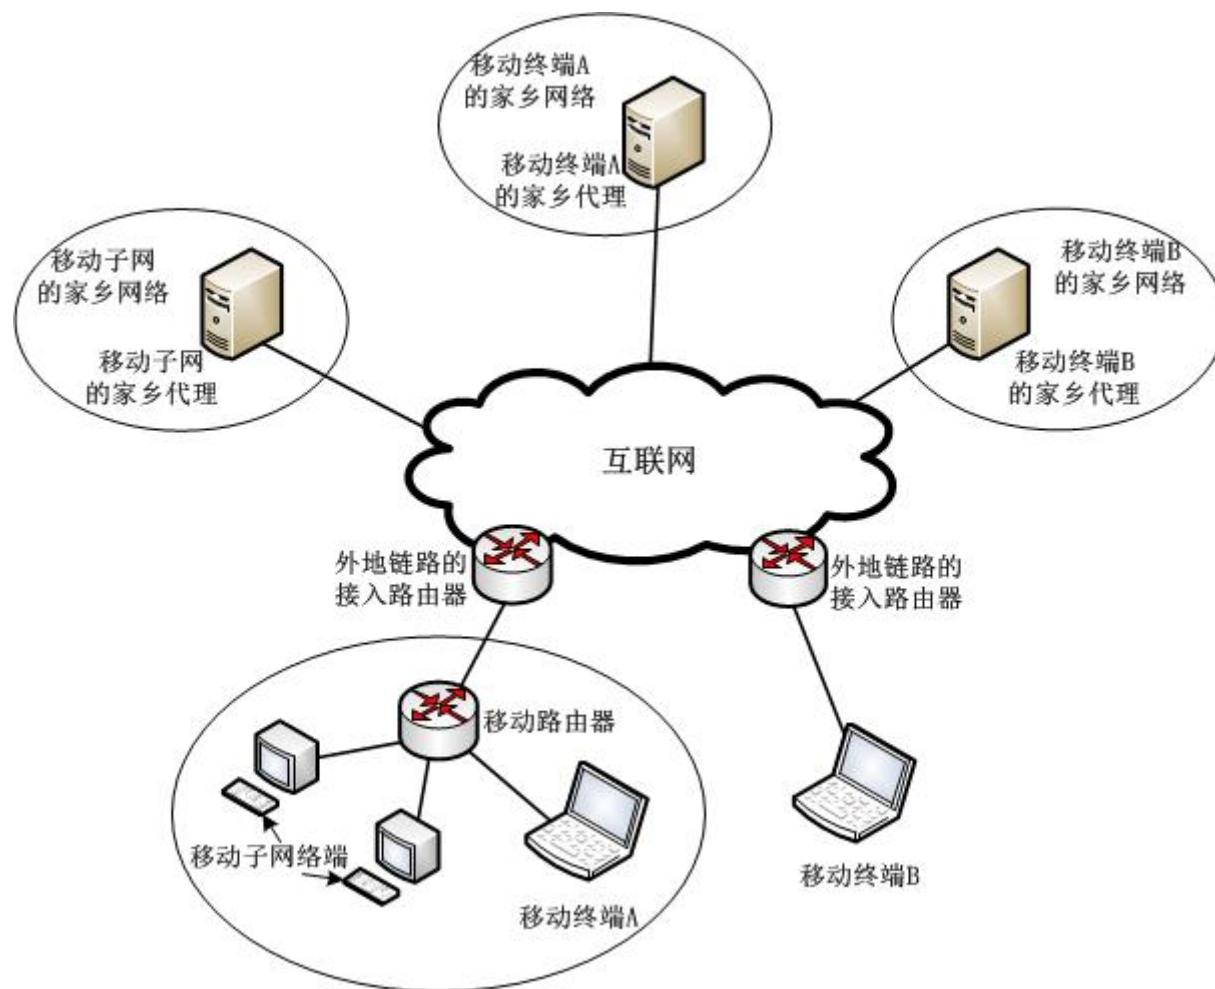 移动终端A
的家乡网络
移动终端A
的家乡代理
移动子网
的家乡网络
移动子网
的家乡代理
移动终端B
的家乡网络
移动终端B
的家乡代理
互联网
外地链路的
接入路由器
外地链路的
接入路由器
移动路由器
移动子网络端
移动终端A
移动终端B